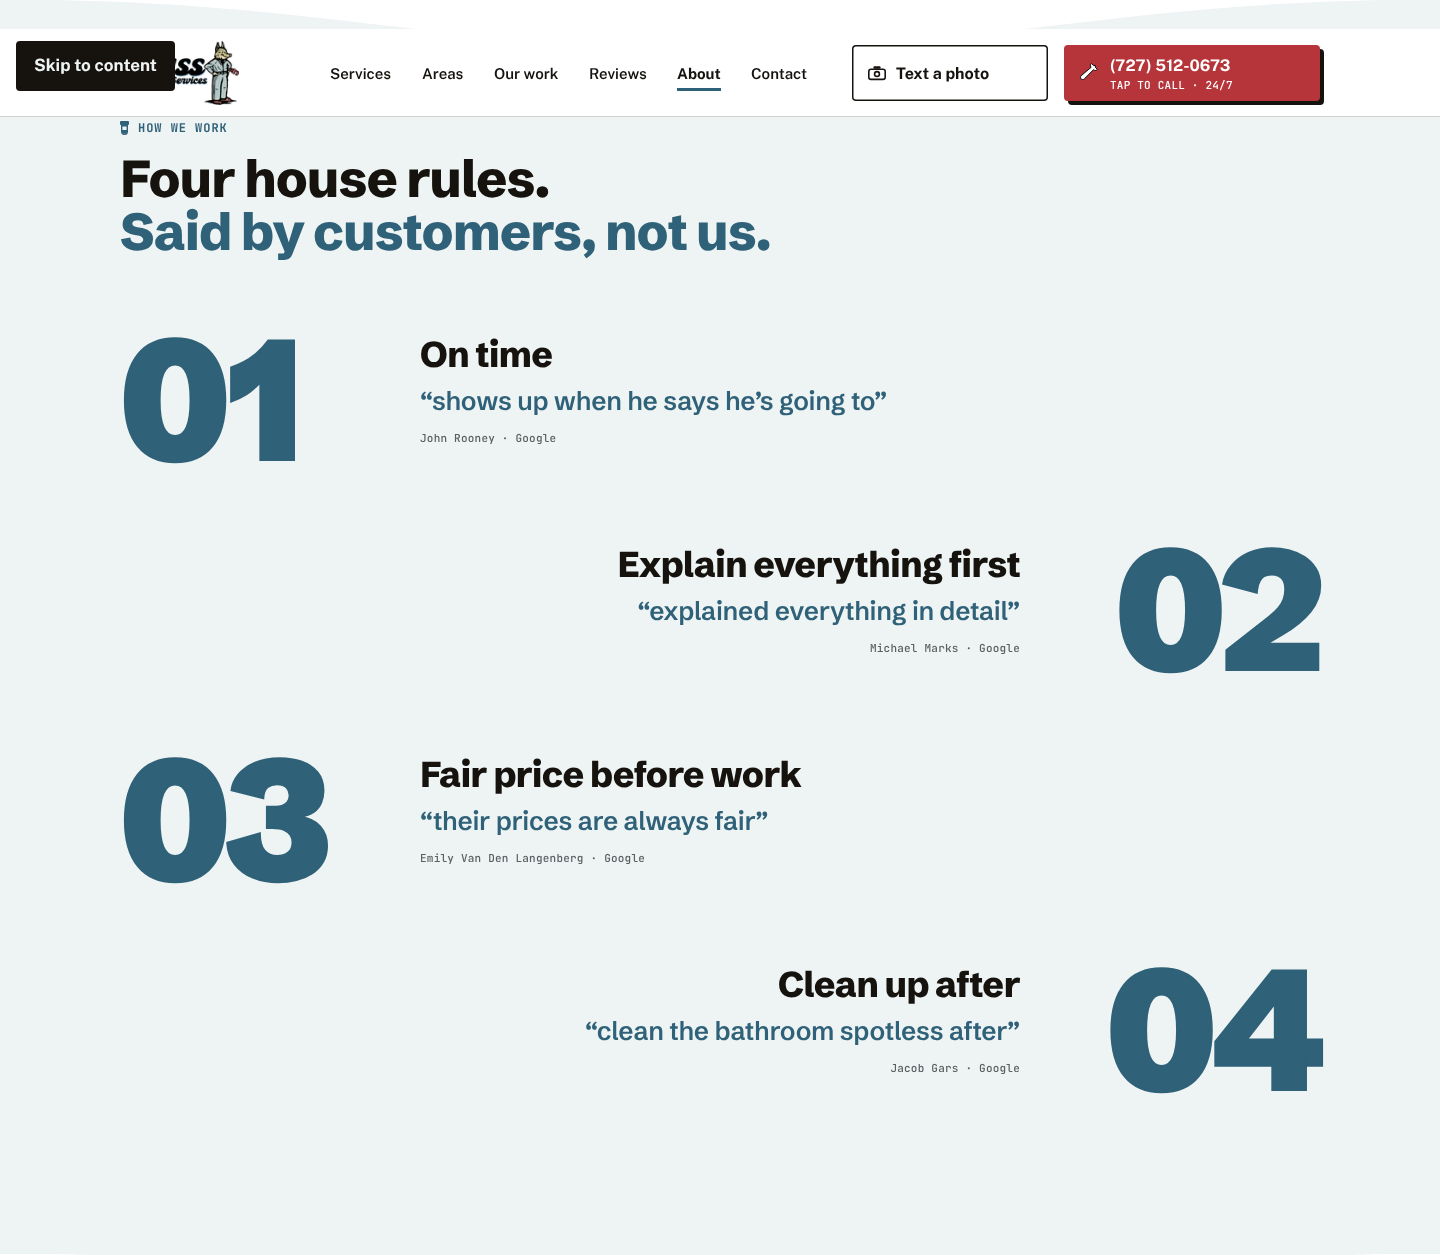 Skip to content
Services
Areas
Our work
Reviews
About
Contact
Text a photo
(727) 512-0673
TAP TO CALL · 24/7
HOW WE WORK
Four house rules.
Said by customers, not us.
01
On time
“shows up when he says he’s going to”
John Rooney · Google
Explain everything first
“explained everything in detail”
Michael Marks · Google
02
03
Fair price before work
“their prices are always fair”
Emily Van Den Langenberg · Google
Clean up after
“clean the bathroom spotless after”
Jacob Gars · Google
04